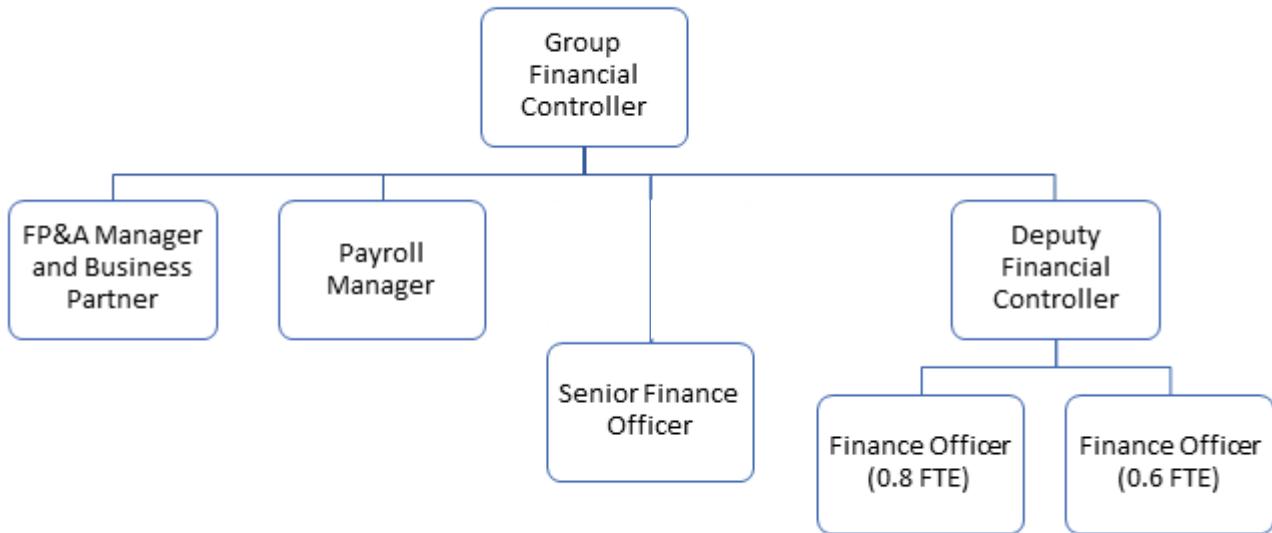 Group
Financial
Controller
FP&A Manager
and Business
Partner
Payroll
Manager
Deputy
Financial
Controller
Senior Finance
Officer
Finance Officer
(0.8 FTE)
Finance Officer
(0.6 FTE)